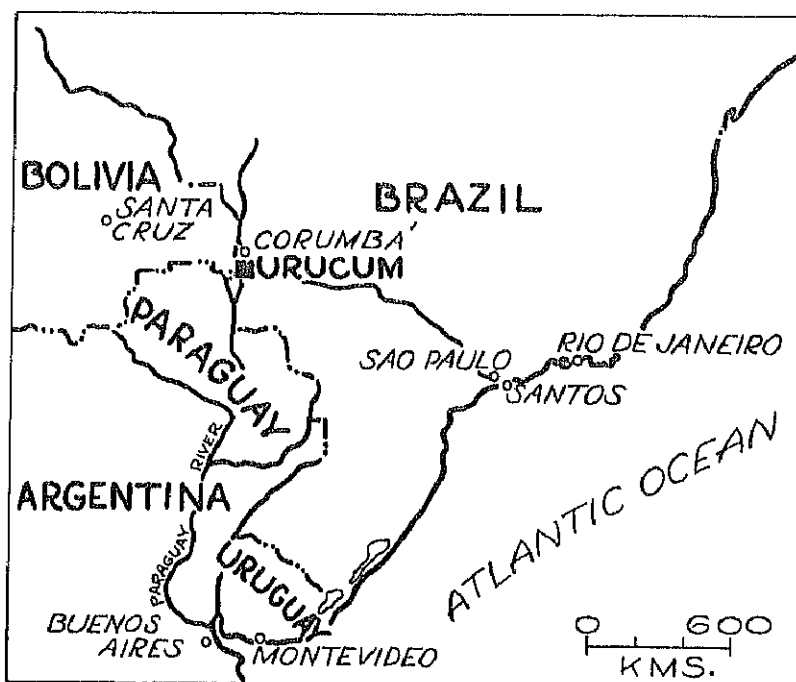 BOLIVIA
BRAZIL
SANTA
CRUZ
CORUMBÁ
URUCUM
PARAGUAY
RIO DE JANEIRO
SAO PAULO
SANTOS
RIVER
ARGENTINA
ATLANTIC OCEAN
PARAGUAY
URUGUAY
BUENOS
AIRES
MONTEVIDEO
0 600
KMS.